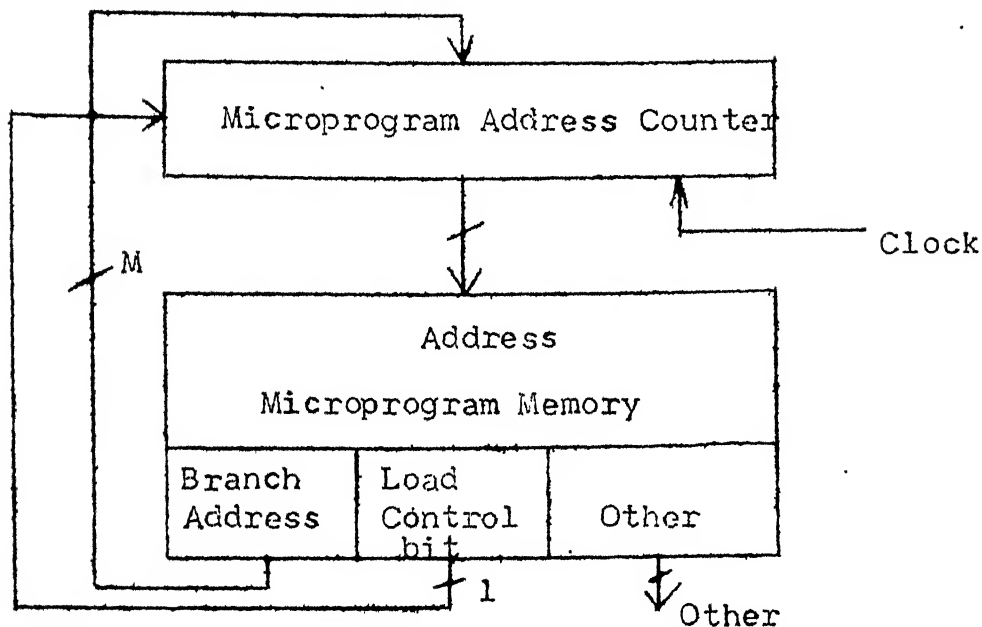 Microprogram Address Counter
Clock
M
Address
Microprogram Memory
Branch
Address
Load
Control
bit
Other
1
Other